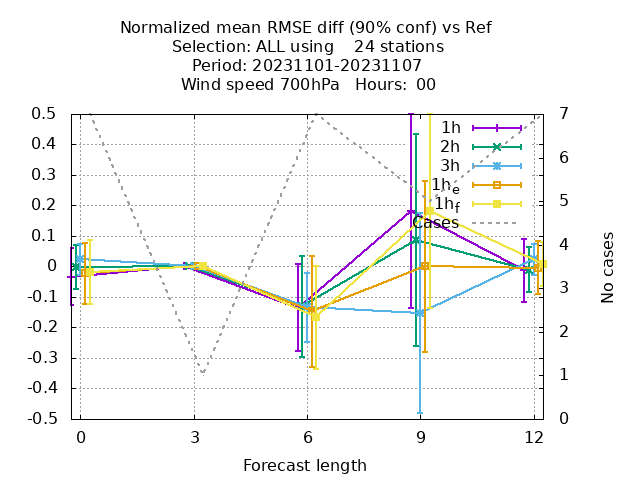 Normalized mean RMSE diff (90% conf) vs Ref
Selection: ALL using    24 stations
Period: 20231101-20231107
Wind speed 700hPa   Hours:  00
0.5
0.4
0.3
0.2
0.1
0
-0.1
-0.2
-0.3
-0.4
-0.5
7
6
5
4
3
2
1
0
No cases
1h
2h
3h
1he
1hf
Cases
0 3 6 9 12
Forecast length